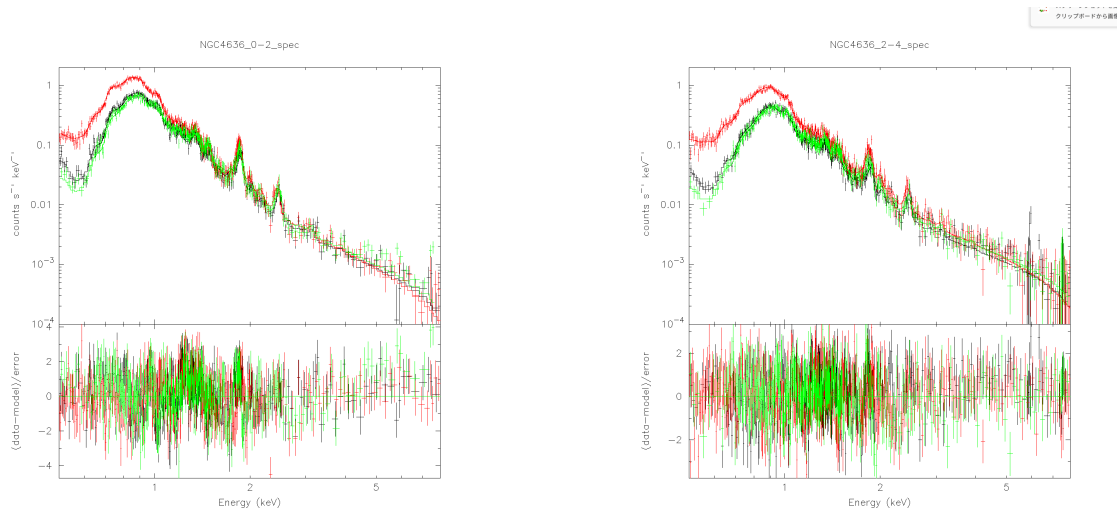 クリップボードから画像
NGC4636_0-2_spec
1
0.1
0.01
10⁻³
10⁻⁴
counts s⁻¹ keV⁻¹
4
2
0
−2
−4
(data−model)/error
1
2
5
Energy (keV)
NGC4636_2-4_spec
1
0.1
0.01
10⁻³
10⁻⁴
counts s⁻¹ keV⁻¹
2
0
−2
(data−model)/error
1
2
5
Energy (keV)